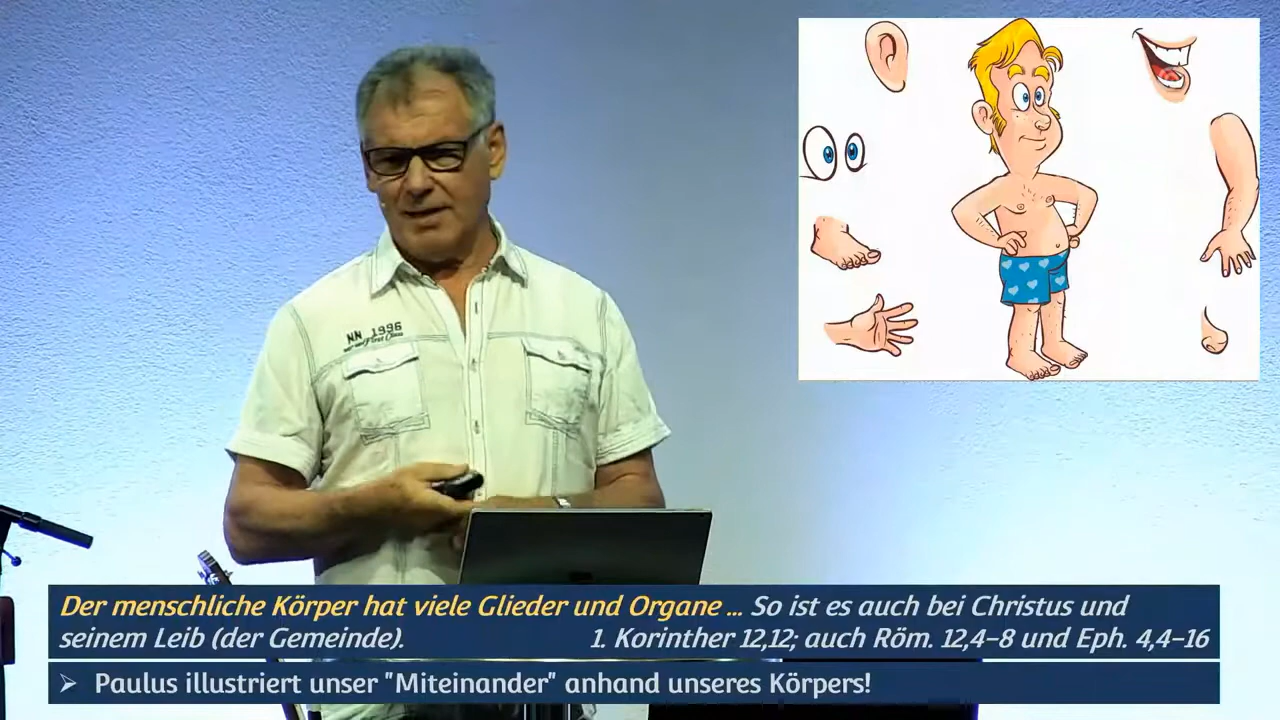 NN 1996
First Class
Der menschliche Körper hat viele Glieder und Organe ... So ist es auch bei Christus und
seinem Leib (der Gemeinde). 1. Korinther 12,12; auch Röm. 12,4–8 und Eph. 4,4–16
➢ Paulus illustriert unser "Miteinander" anhand unseres Körpers!